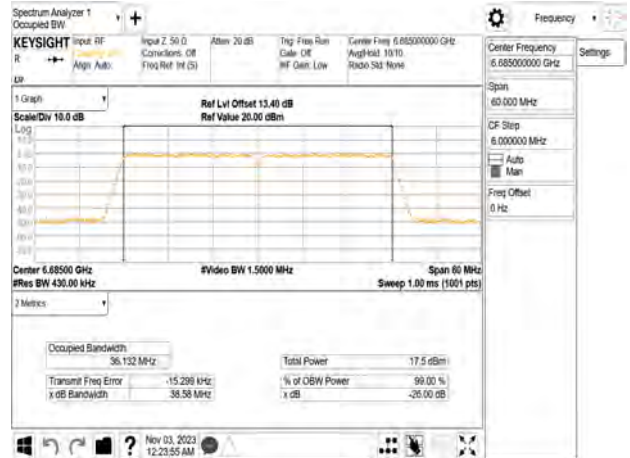 Spectrum Analyzer 1
Occupied BW
+
Frequency
KEYSIGHT
Input: RF
Align: Auto
Input Z: 50 Ω
Corrections: Off
Freq Ref: Int (S)
Atten: 20 dB
Trig: Free Run
Gate: Off
#IF Gain: Low
Center Freq: 6.685000000 GHz
Avg|Hold: 10/10
Radio Std: None
R
Center Frequency
6.685000000 GHz
Settings
Span
60.000 MHz
CF Step
6.000000 MHz
Auto
Man
Freq Offset
0 Hz
1 Graph
Scale/Div 10.0 dB
Ref Lvl Offset 13.40 dB
Ref Value 20.00 dBm
Log
Center 6.68500 GHz
#Res BW 430.00 kHz
#Video BW 1.5000 MHz
Span 60 MHz
Sweep 1.00 ms (1001 pts)
2 Metrics
Occupied Bandwidth
36.132 MHz
Total Power
17.5 dBm
Transmit Freq Error
-15.299 kHz
% of OBW Power
99.00 %
x dB Bandwidth
38.58 MHz
x dB
-26.00 dB
?
Nov 03, 2023
12:23:55 AM